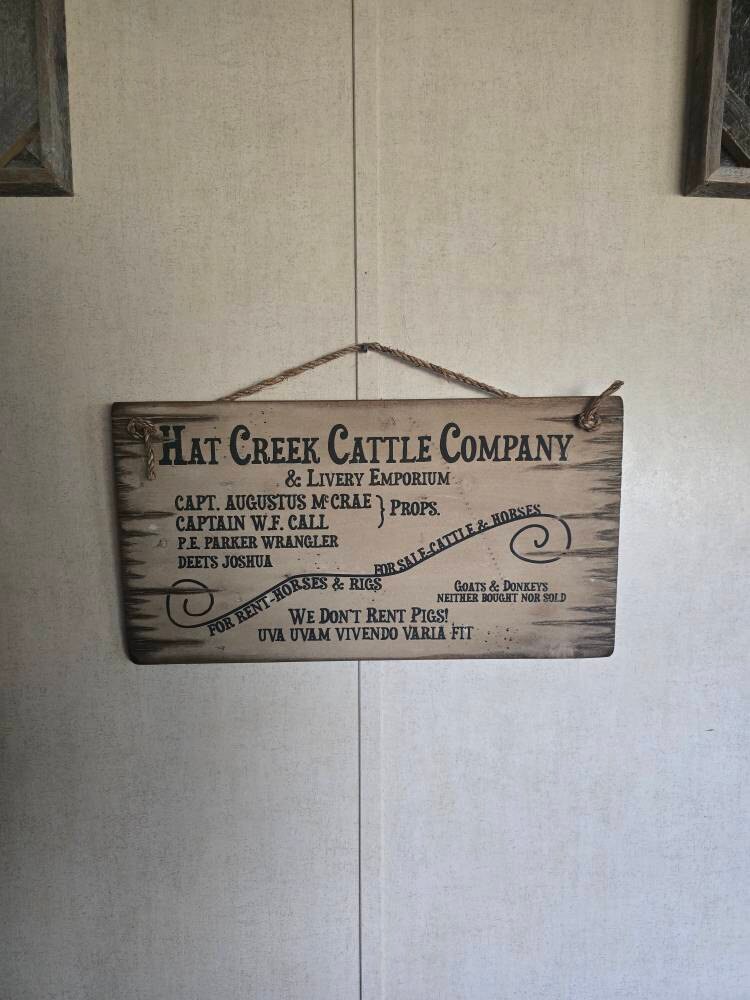 HAT CREEK CATTLE COMPANY
& LIVERY EMPORIUM
CAPT. AUGUSTUS McCRAE } PROPS.
CAPTAIN W.F. CALL
P.E. PARKER WRANGLER
DEETS JOSHUA
FOR RENT-HORSES & RIGS
FOR SALE-CATTLE & HORSES
GOATS & DONKEYS
NEITHER BOUGHT NOR SOLD
WE DON'T RENT PIGS!
UVA UVAM VIVENDO VARIA FIT